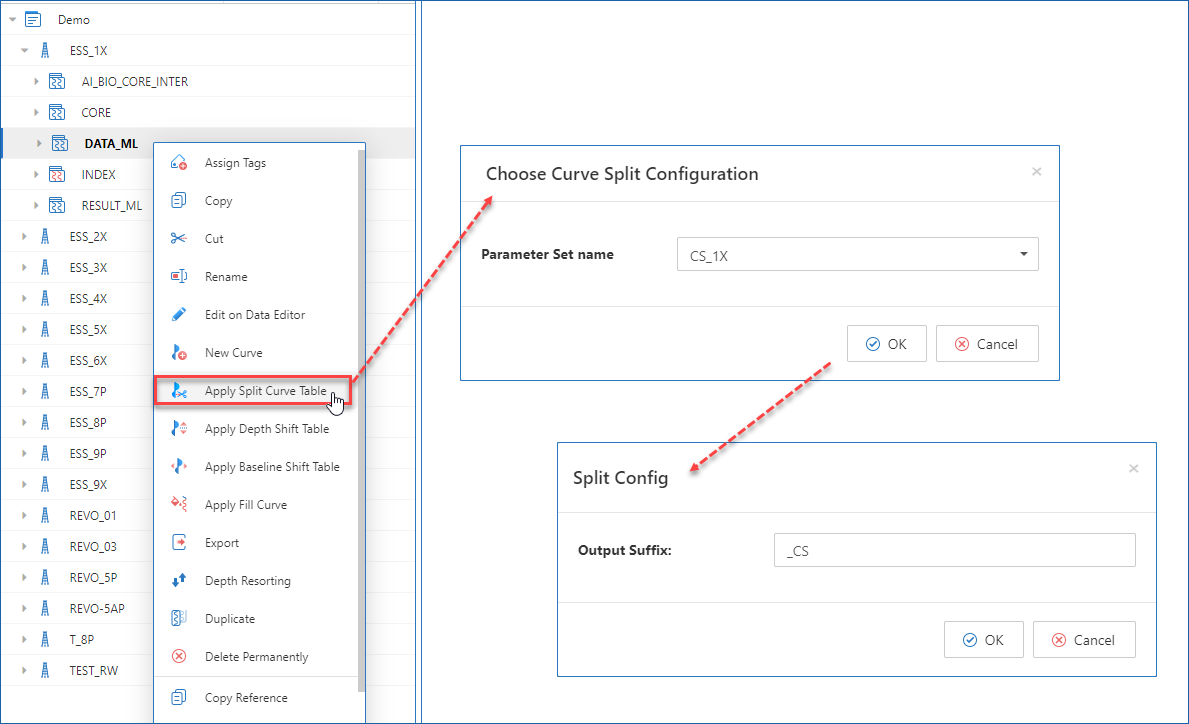 Demo
ESS_1X
AI_BIO_CORE_INTER
CORE
DATA_ML
INDEX
RESULT_ML
ESS_2X
ESS_3X
ESS_4X
ESS_5X
ESS_6X
ESS_7P
ESS_8P
ESS_9P
ESS_9X
REVO_01
REVO_03
REVO_5P
REVO-5AP
T_8P
TEST_RW
Assign Tags
Copy
Cut
Rename
Edit on Data Editor
New Curve
Apply Split Curve Table
Apply Depth Shift Table
Apply Baseline Shift Table
Apply Fill Curve
Export
Depth Resorting
Duplicate
Delete Permanently
Copy Reference
Choose Curve Split Configuration
Parameter Set name
CS_1X
OK
Cancel
Split Config
Output Suffix:
_CS
OK
Cancel